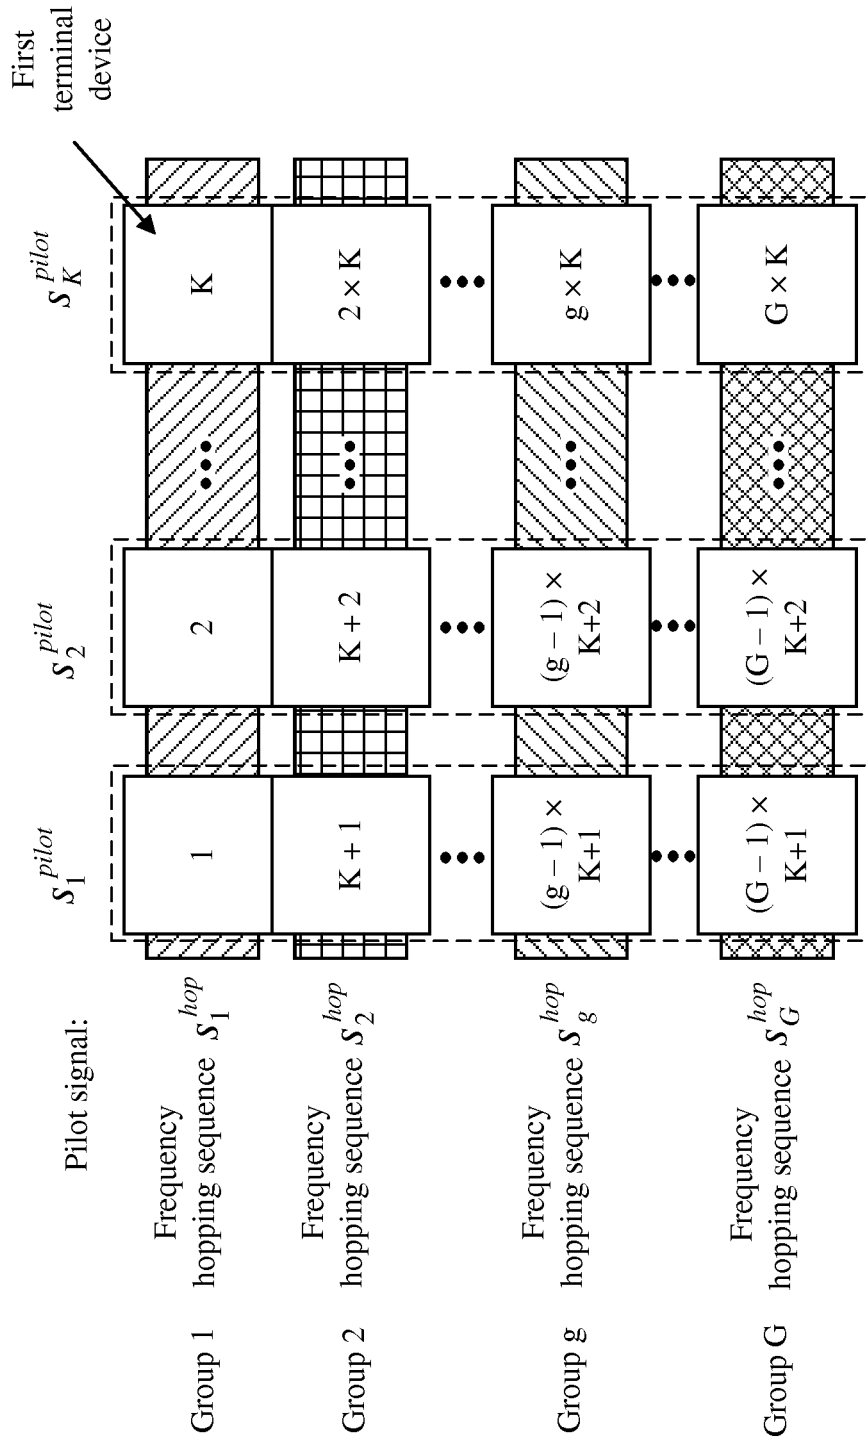 Pilot signal: S_1^{pilot} S_2^{pilot} S_K^{pilot}
First
terminal
device
Group 1
Frequency
hopping sequence S_1^{hop}
1 2 ••• K
Group 2
Frequency
hopping sequence S_2^{hop}
K + 1 K + 2 ••• 2 × K
••• ••• •••
Group g
Frequency
hopping sequence S_g^{hop}
(g – 1) ×
K+1
(g – 1) ×
K+2
••• g × K
••• ••• •••
Group G
Frequency
hopping sequence S_G^{hop}
(G – 1) ×
K+1
(G – 1) ×
K+2
••• G × K